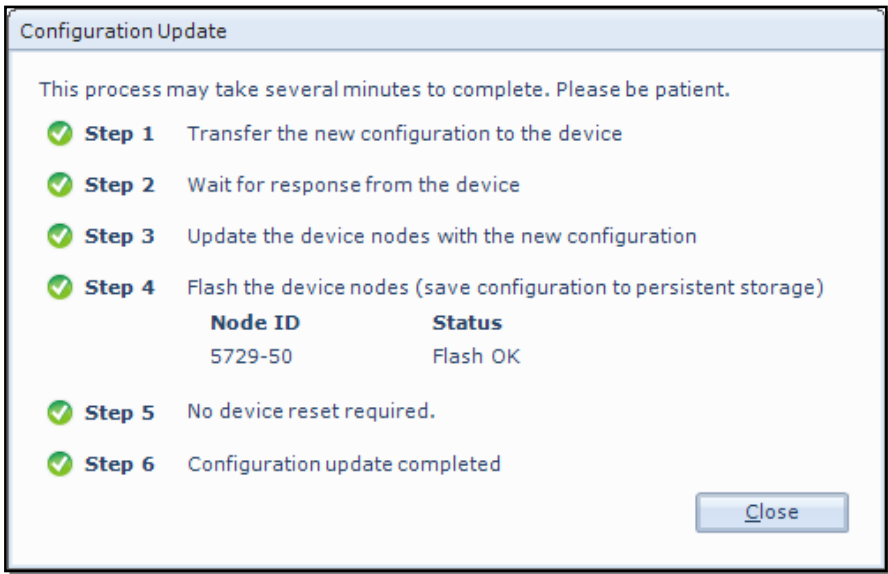 Configuration Update
This process may take several minutes to complete. Please be patient.
Step 1 Transfer the new configuration to the device
Step 2 Wait for response from the device
Step 3 Update the device nodes with the new configuration
Step 4 Flash the device nodes (save configuration to persistent storage)
Node ID Status
5729-50 Flash OK
Step 5 No device reset required.
Step 6 Configuration update completed
Close